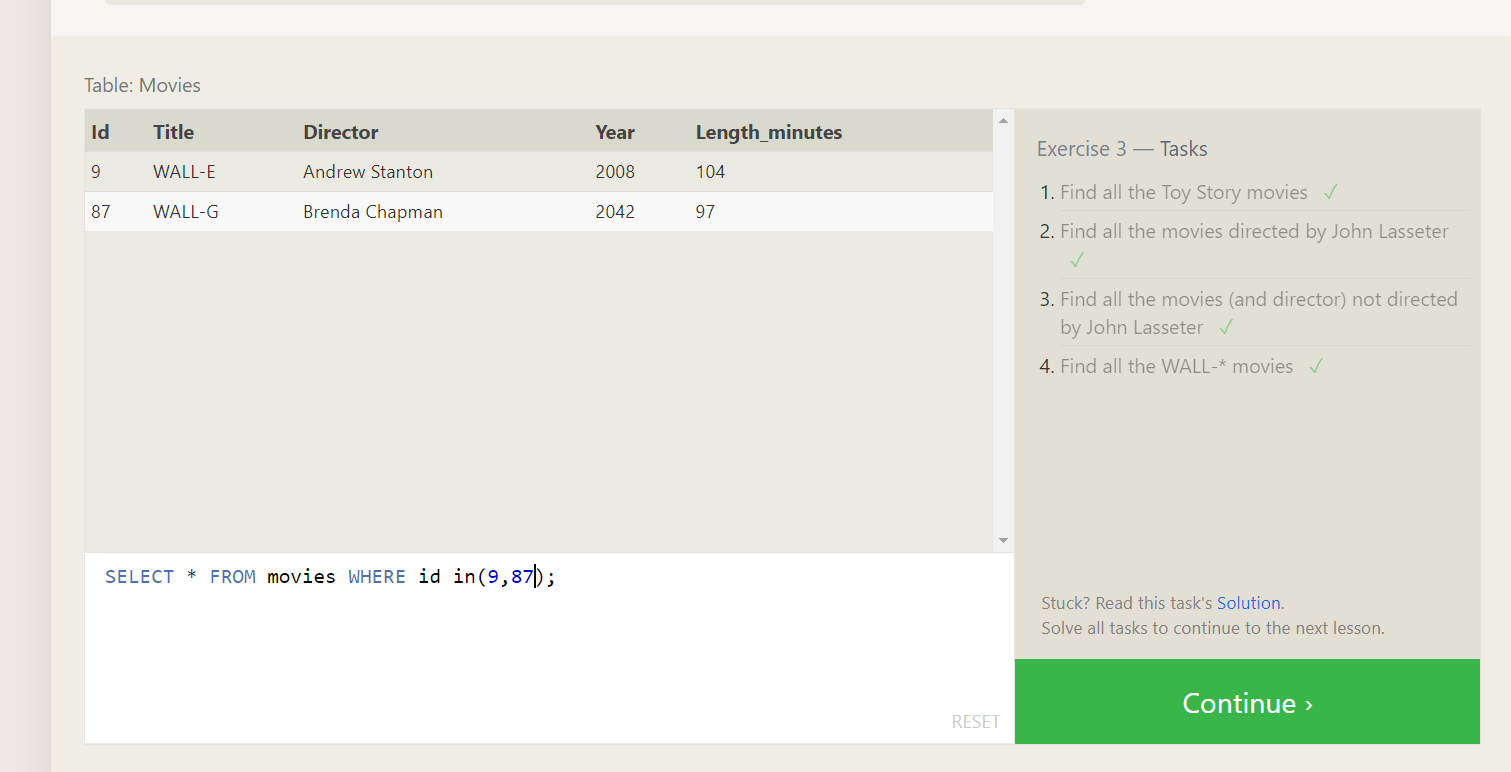 Table: Movies
Id Title Director Year Length_minutes
9 WALL-E Andrew Stanton 2008 104
87 WALL-G Brenda Chapman 2042 97
SELECT * FROM movies WHERE id in(9,87);
RESET
Exercise 3 — Tasks
1. Find all the Toy Story movies ✓
2. Find all the movies directed by John Lasseter
✓
3. Find all the movies (and director) not directed
by John Lasseter ✓
4. Find all the WALL-* movies ✓
Stuck? Read this task's Solution.
Solve all tasks to continue to the next lesson.
Continue ›